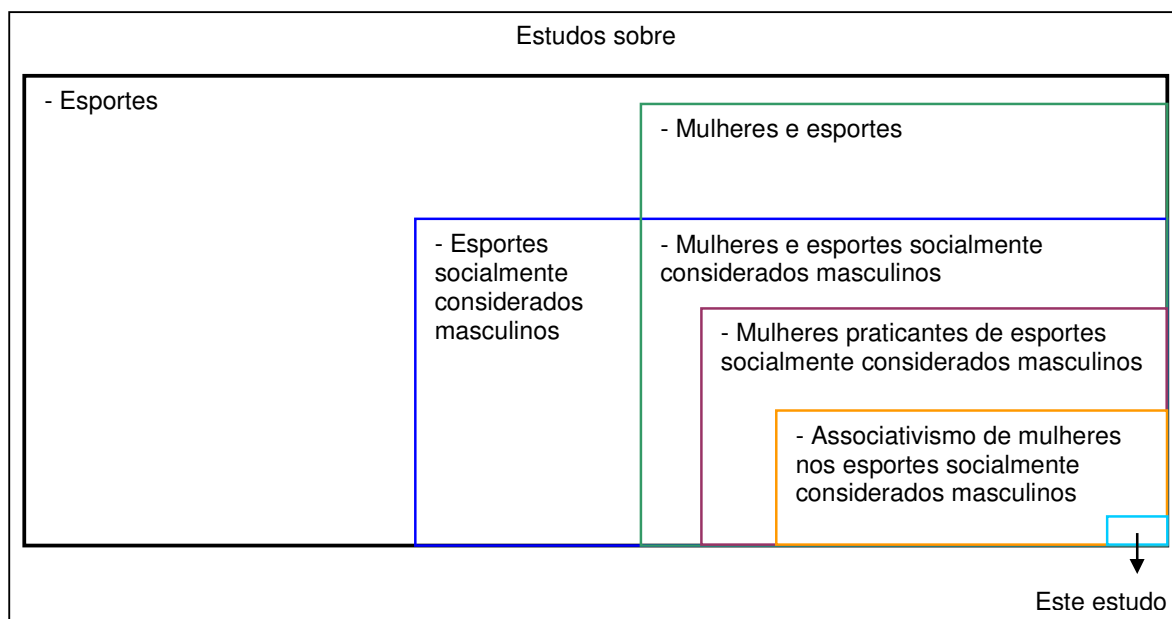 Estudos sobre
- Esportes
- Mulheres e esportes
- Esportes
socialmente
considerados
masculinos
- Mulheres e esportes socialmente
considerados masculinos
- Mulheres praticantes de esportes
socialmente considerados masculinos
- Associativismo de mulheres
nos esportes socialmente
considerados masculinos
Este estudo